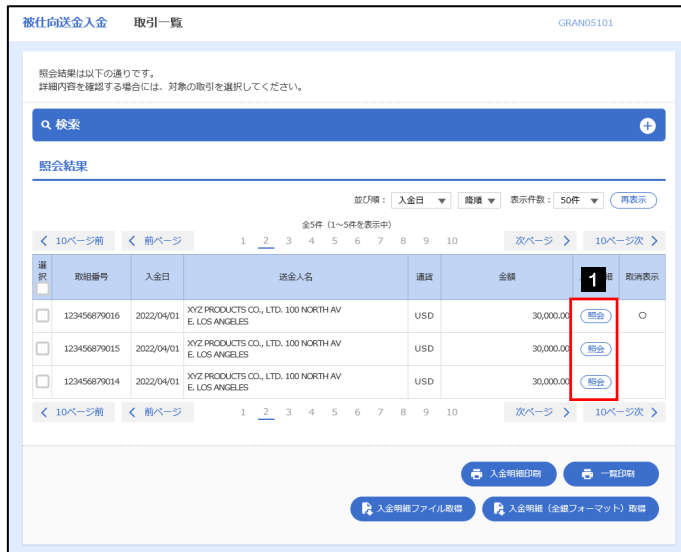 被仕向送金入金 取引一覧 GRAN05101
照会結果は以下の通りです。
詳細内容を確認する場合には、対象の取引を選択してください。
検索
照会結果
並び順： 入金日 降順 表示件数： 50件 再表示
全5件（1～5件を表示中）
10ページ前 前ページ 1 2 3 4 5 6 7 8 9 10 次ページ 10ページ次
選択 取組番号 入金日 送金人名 通貨 金額 1 細 取消表示
123456879016 2022/04/01 XYZ PRODUCTS CO., LTD. 100 NORTH AV
E. LOS ANGELES USD 30,000.00 照会 ○
123456879015 2022/04/01 XYZ PRODUCTS CO., LTD. 100 NORTH AV
E. LOS ANGELES USD 30,000.00 照会
123456879014 2022/04/01 XYZ PRODUCTS CO., LTD. 100 NORTH AV
E. LOS ANGELES USD 30,000.00 照会
10ページ前 前ページ 1 2 3 4 5 6 7 8 9 10 次ページ 10ページ次
入金明細印刷 一覧印刷
入金明細ファイル取得 入金明細（全銀フォーマット）取得